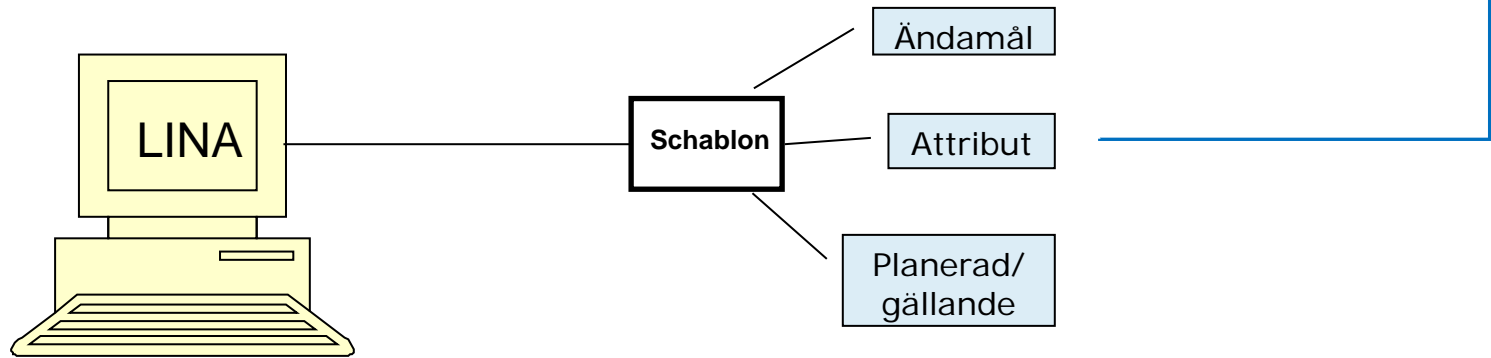 LINA
Schablon
Ändamål
Attribut
Planerad/
gällande